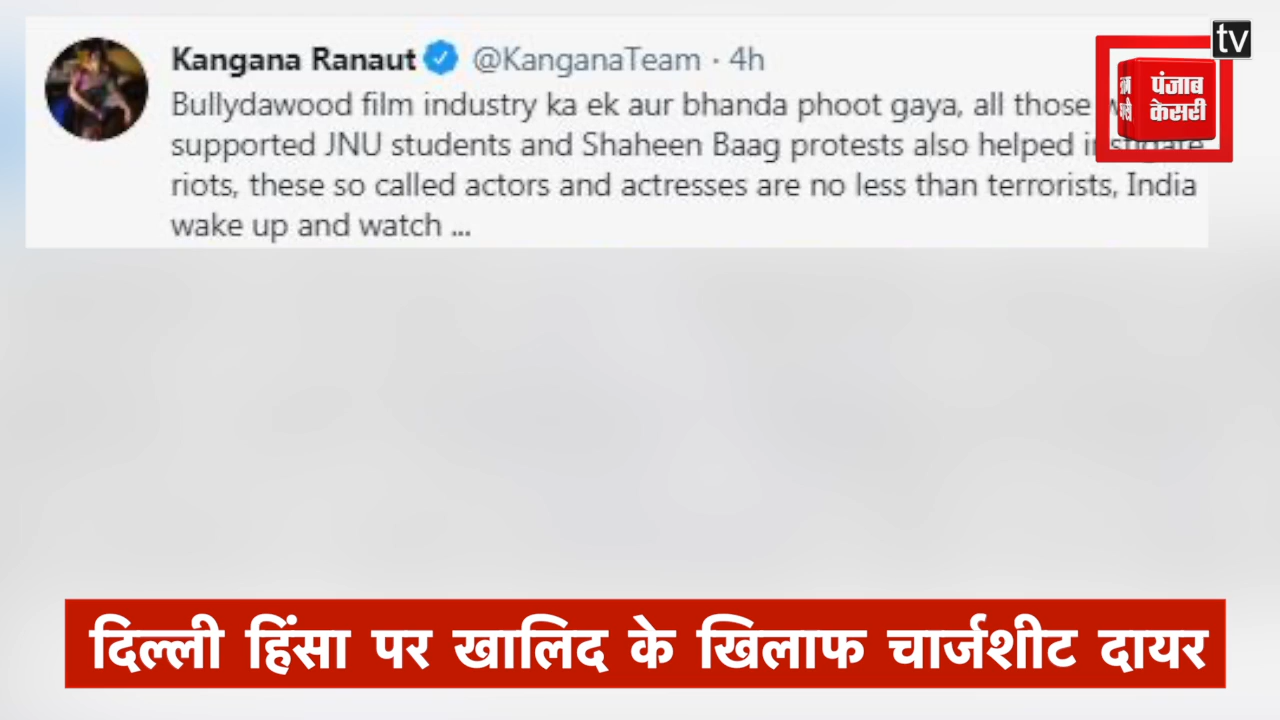 Kangana Ranaut @KanganaTeam · 4h
Bullydawood film industry ka ek aur bhanda phoot gaya, all those
supported JNU students and Shaheen Baag protests also helped instigate
riots, these so called actors and actresses are no less than terrorists, India
wake up and watch ...
tv
पंजाब
केसरी
दिल्ली हिंसा पर खालिद के खिलाफ चार्जशीट दायर